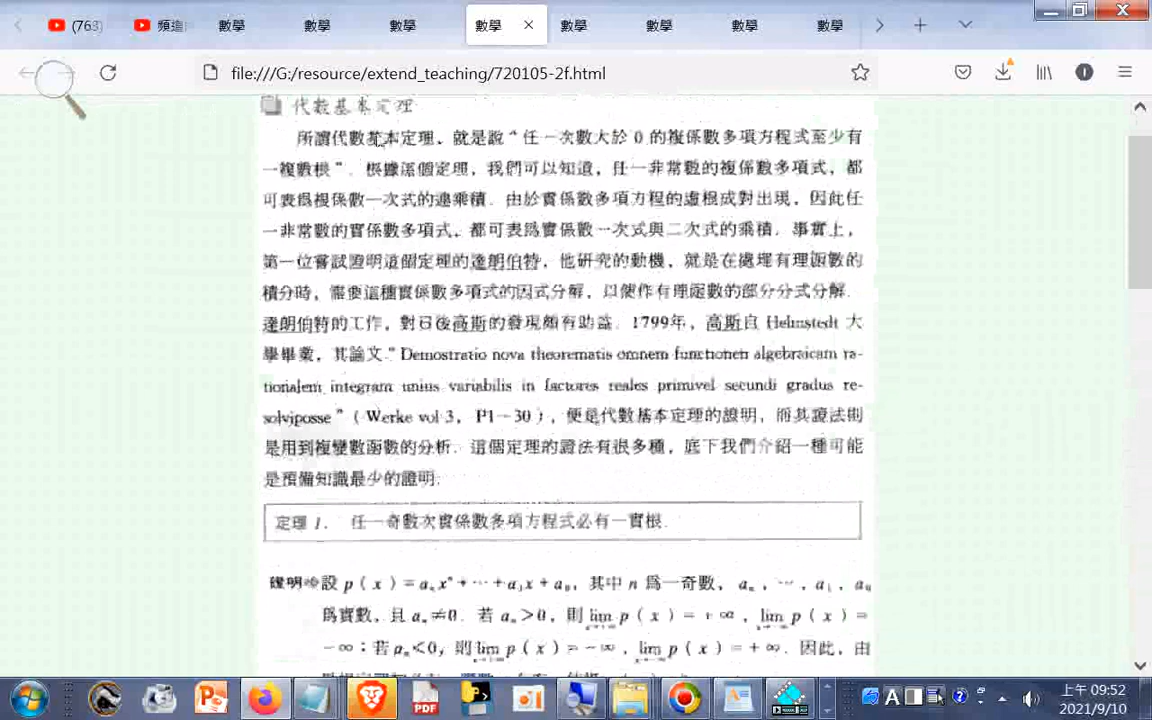 (763)
頻道
數學
數學
數學
數學
數學
數學
數學
數學
file:///G:/resource/extend_teaching/720105-2f.html
代數基本定理
所謂代數基本定理, 就是說 " 任一次數大於 0 的複係數多項方程式至少有
一複數根 ". 根據這個定理, 我們可以知道, 任一非常數的複係數多項式, 都
可表爲複係數一次式的連乘積. 由於實係數多項方程的虛根成對出現, 因此任
一非常數的實係數多項式, 都可表爲實係數一次式與二次式的乘積. 事實上,
第一位嘗試證明這個定理的達朗伯特, 他研究的動機, 就是在處理有理函數的
積分時, 需要這種實係數多項式的因式分解, 以便作有理函數的部分分式分解.
達朗伯特的工作, 對日後高斯的發現頗有助益. 1799年, 高斯自 Helmstedt 大
學畢業, 其論文 " Demostratio nova theorematis omnem functionen algebraicam ra-
tionalem integram unius variabilis in factores reales primivel secundi gradus re-
solviposse " ( Werke vol 3, P1-30 ), 便是代數基本定理的證明, 而其證法則
是用到複變數函數的分析. 這個定理的證法有很多種, 底下我們介紹一種可能
是預備知識最少的證明.
定理 1. 任一奇數次實係數多項方程式必有一實根.
證明 設 p ( x ) = aₙxⁿ + ⋯ + a₁x + a₀, 其中 n 爲一奇數, aₙ, ⋯, a₁, a₀
爲實數, 且 aₙ≠0. 若 aₙ>0, 則 lim p ( x ) = +∞, lim p ( x ) =
−∞ ; 若 aₙ<0, 則 lim p ( x ) = −∞, lim p ( x ) = +∞. 因此, 由
上午 09:52
2021/9/10